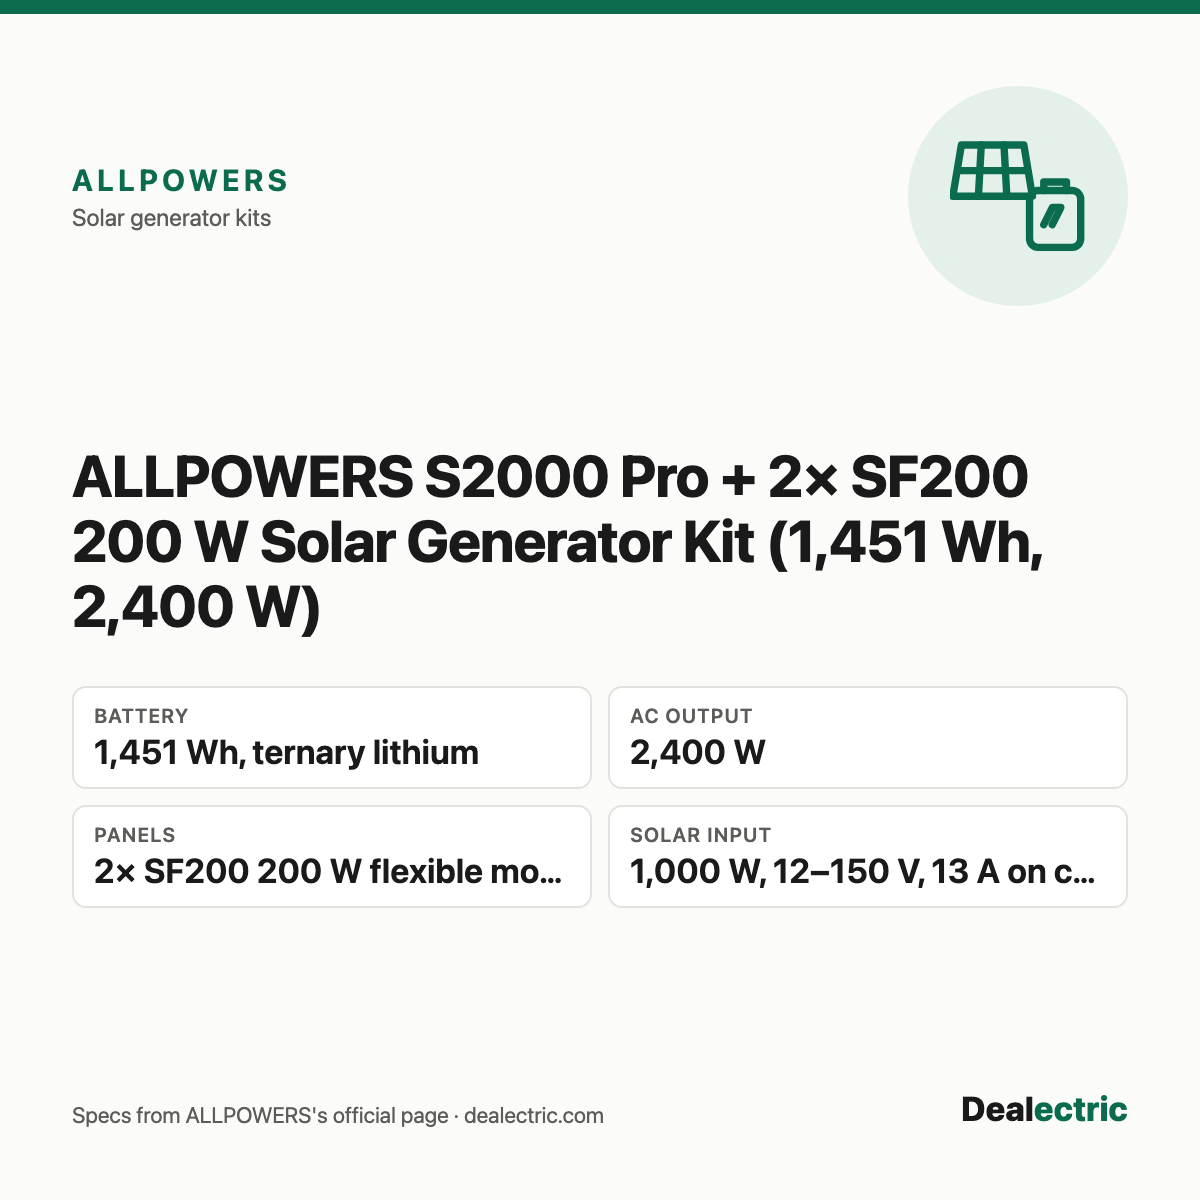 ALLPOWERS
Solar generator kits
ALLPOWERS S2000 Pro + 2× SF200
200 W Solar Generator Kit (1,451 Wh,
2,400 W)
BATTERY
1,451 Wh, ternary lithium
AC OUTPUT
2,400 W
PANELS
2× SF200 200 W flexible mo...
SOLAR INPUT
1,000 W, 12–150 V, 13 A on c...
Specs from ALLPOWERS's official page · dealectric.com
Dealectric